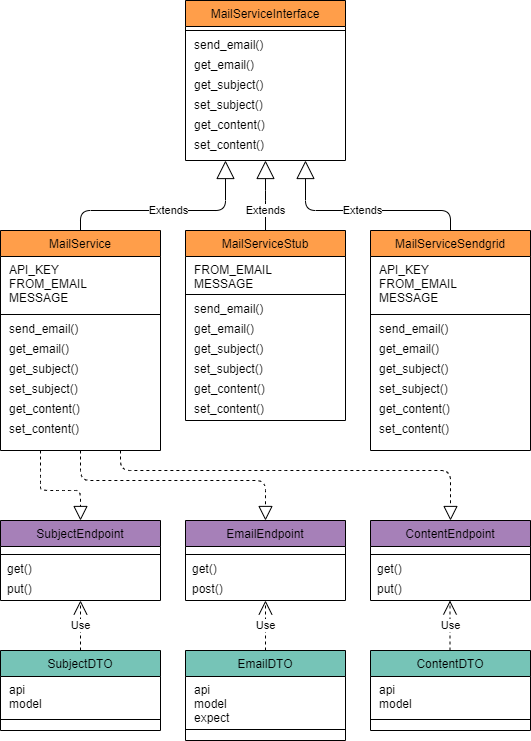 MailServiceInterface
send_email()
get_email()
get_subject()
set_subject()
get_content()
set_content()
Extends
Extends
Extends
MailService
API_KEY
FROM_EMAIL
MESSAGE
send_email()
get_email()
get_subject()
set_subject()
get_content()
set_content()
MailServiceStub
FROM_EMAIL
MESSAGE
send_email()
get_email()
get_subject()
set_subject()
get_content()
set_content()
MailServiceSendgrid
API_KEY
FROM_EMAIL
MESSAGE
send_email()
get_email()
get_subject()
set_subject()
get_content()
set_content()
SubjectEndpoint
get()
put()
EmailEndpoint
get()
post()
ContentEndpoint
get()
put()
Use
Use
Use
SubjectDTO
api
model
EmailDTO
api
model
expect
ContentDTO
api
model